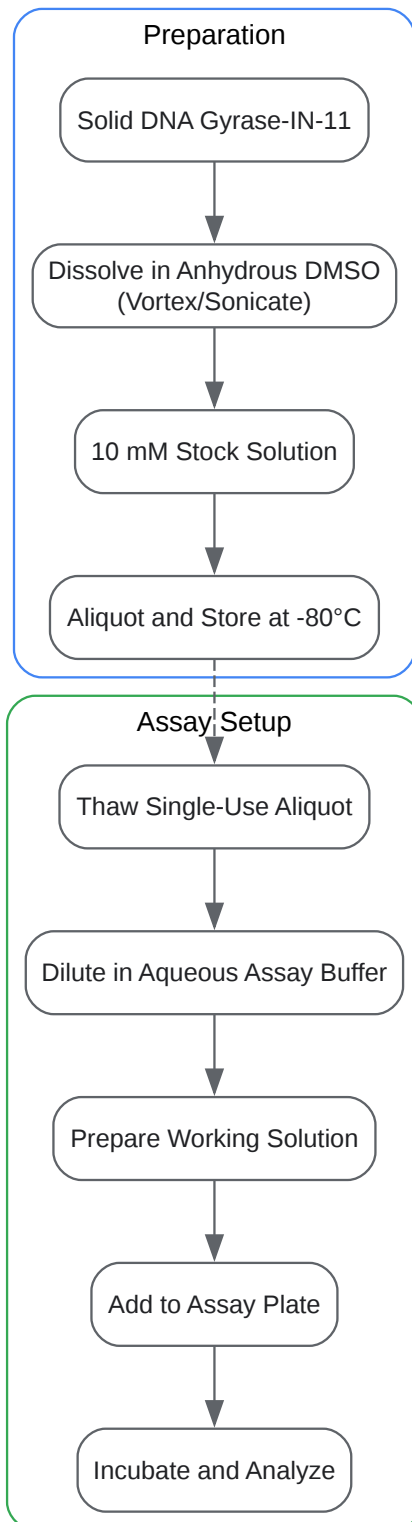 Preparation
Solid DNA Gyrase-IN-11
Dissolve in Anhydrous DMSO
(Vortex/Sonicate)
10 mM Stock Solution
Aliquot and Store at -80°C
Assay Setup
Thaw Single-Use Aliquot
Dilute in Aqueous Assay Buffer
Prepare Working Solution
Add to Assay Plate
Incubate and Analyze